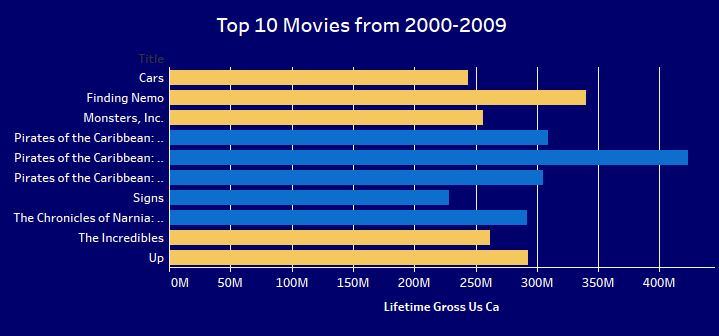 Top 10 Movies from 2000-2009
Title
Cars
Finding Nemo
Monsters, Inc.
Pirates of the Caribbean: ..
Pirates of the Caribbean: ..
Pirates of the Caribbean: ..
Signs
The Chronicles of Narnia: ..
The Incredibles
Up
0M 50M 100M 150M 200M 250M 300M 350M 400M
Lifetime Gross Us Ca